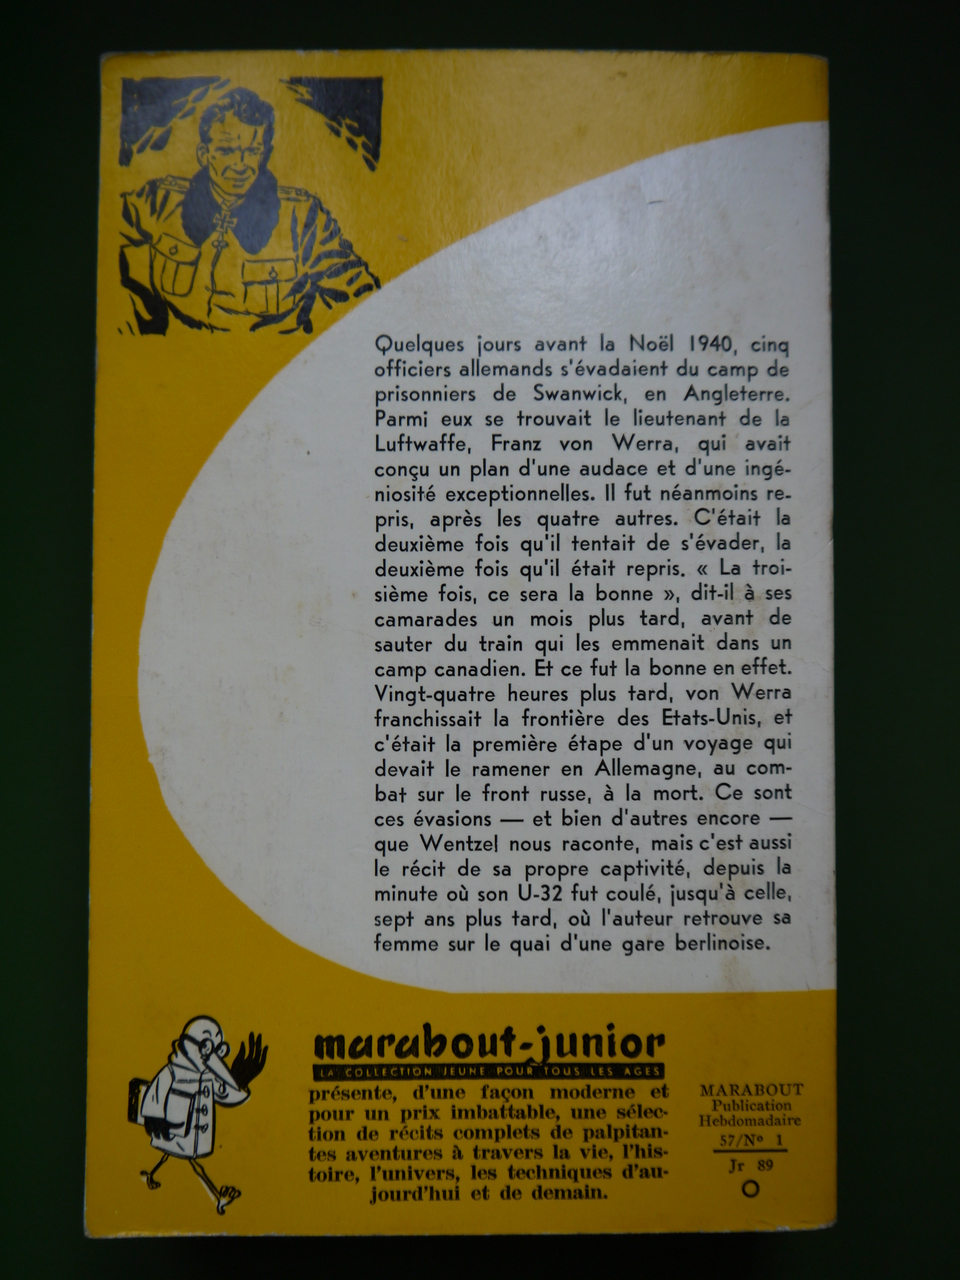 Quelques jours avant la Noël 1940, cinq
officiers allemands s'évadaient du camp de
prisonniers de Swanwick, en Angleterre.
Parmi eux se trouvait le lieutenant de la
Luftwaffe, Franz von Werra, qui avait
conçu un plan d'une audace et d'une ingé-
niosité exceptionnelles. Il fut néanmoins re-
pris, après les quatre autres. C'était la
deuxième fois qu'il tentait de s'évader, la
deuxième fois qu'il était repris. « La troi-
sième fois, ce sera la bonne », dit-il à ses
camarades un mois plus tard, avant de
sauter du train qui les emmenait dans un
camp canadien. Et ce fut la bonne en effet.
Vingt-quatre heures plus tard, von Werra
franchissait la frontière des Etats-Unis, et
c'était la première étape d'un voyage qui
devait le ramener en Allemagne, au com-
bat sur le front russe, à la mort. Ce sont
ces évasions — et bien d'autres encore —
que Wentzel nous raconte, mais c'est aussi
le récit de sa propre captivité, depuis la
minute où son U-32 fut coulé, jusqu'à celle,
sept ans plus tard, où l'auteur retrouve sa
femme sur le quai d'une gare berlinoise.
marabout-junior
LA COLLECTION JEUNE POUR TOUS LES AGES
présente, d'une façon moderne et
pour un prix imbattable, une sélec-
tion de récits complets de palpitan-
tes aventures à travers la vie, l'his-
toire, l'univers, les techniques d'au-
jourd'hui et de demain.
MARABOUT
Publication
Hebdomadaire
57/Nº 1
Jr 89